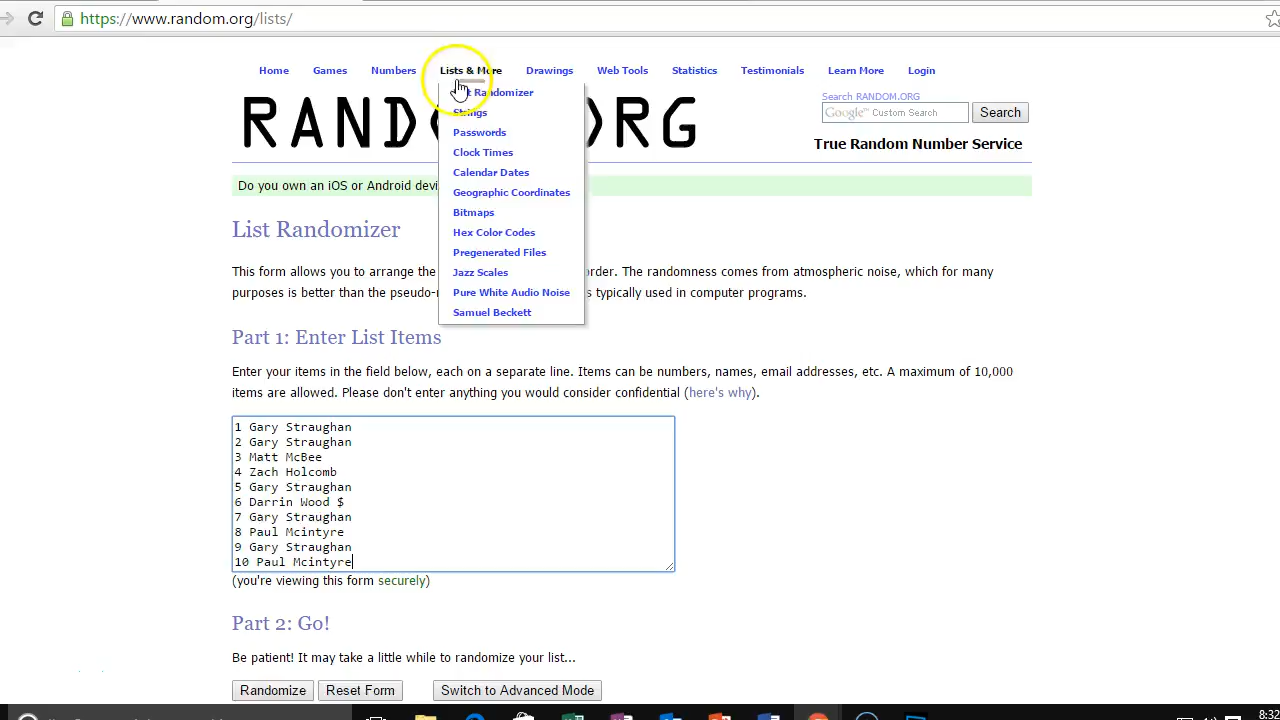 https://www.random.org/lists/
Home Games Numbers Lists & More Drawings Web Tools Statistics Testimonials Learn More Login
Randomizer
Strings
Passwords
Clock Times
Calendar Dates
Geographic Coordinates
Bitmaps
Hex Color Codes
Pregenerated Files
Jazz Scales
Pure White Audio Noise
Samuel Beckett
Search RANDOM.ORG
Google™ Custom Search Search
True Random Number Service
Do you own an iOS or Android
List Randomizer
This form allows you to arrange the order. The randomness comes from atmospheric noise, which for many
purposes is better than the typically used in computer programs.
Part 1: Enter List Items
Enter your items in the field below, each on a separate line. Items can be numbers, names, email addresses, etc. A maximum of 10,000
items are allowed. Please don't enter anything you would consider confidential (here's why).
1 Gary Straughan
2 Gary Straughan
3 Matt McBee
4 Zach Holcomb
5 Gary Straughan
6 Darrin Wood $
7 Gary Straughan
8 Paul Mcintyre
9 Gary Straughan
10 Paul Mcintyre
(you're viewing this form securely)
Part 2: Go!
Be patient! It may take a little while to randomize your list...
Randomize Reset Form Switch to Advanced Mode
8:32